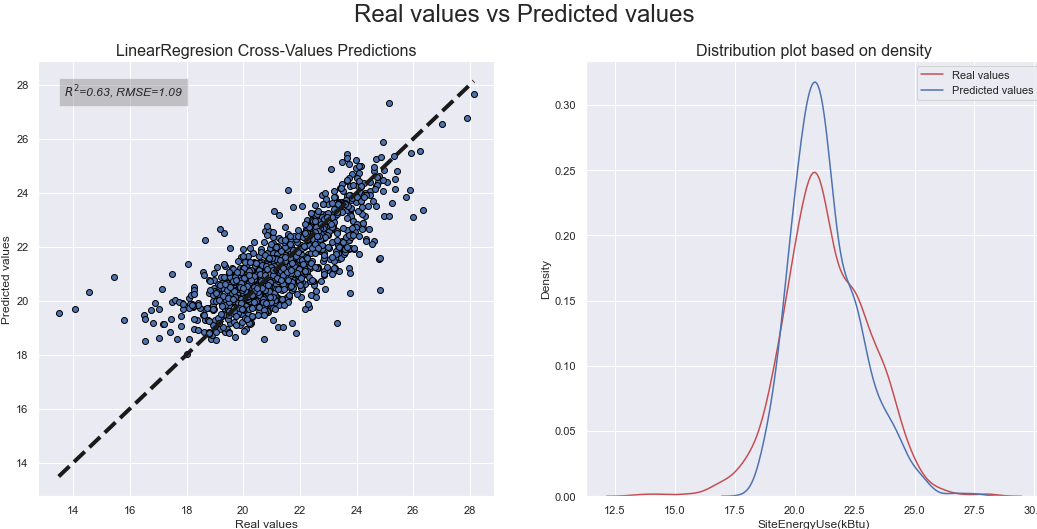 Real values vs Predicted values
LinearRegresion Cross-Values Predictions
R²=0.63, RMSE=1.09
28
26
24
22
20
18
16
14
Predicted values
14 16 18 20 22 24 26 28
Real values
Distribution plot based on density
Real values
Predicted values
0.30
0.25
0.20
0.15
0.10
0.05
0.00
Density
12.5 15.0 17.5 20.0 22.5 25.0 27.5 30.
SiteEnergyUse(kBtu)